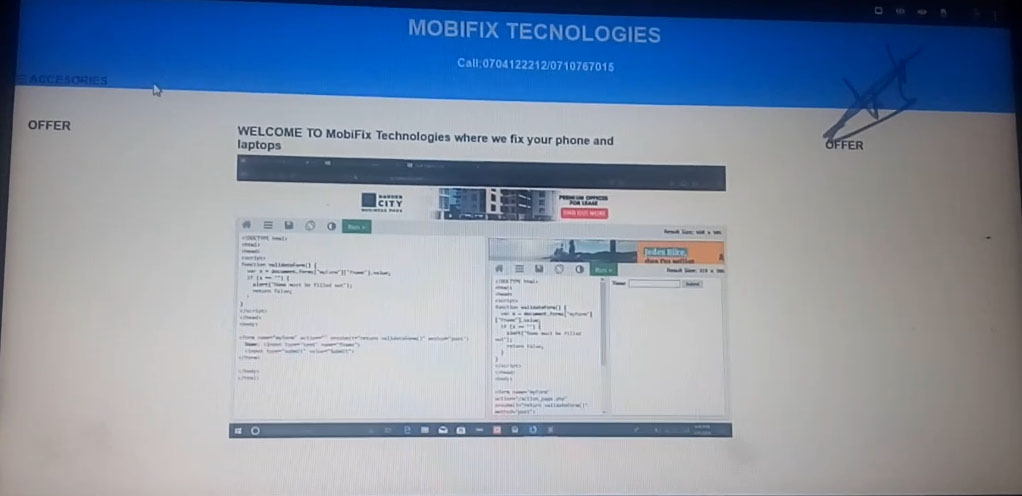 MOBIFIX TECNOLOGIES
Call;0704122212/0710767015
ACCESORIES
OFFER
OFFER
WELCOME TO MobiFix Technologies where we fix your phone and
laptops
GARDEN
CITY
BUSINESS PARK
PREMIUM OFFICES
FOR LEASE
FIND OUT MORE
Run »
Result Size:
<!DOCTYPE html>
<html>
<head>
<script>
function validateForm() {
var x = document.forms["myForm"]["fname"].value;
if (x == "") {
alert("Name must be filled out");
return false;
}
}
</script>
</head>
<body>
<form name="myForm" action="" onsubmit="return validateForm()" method="post">
Name: <input type="text" name="fname">
<input type="submit" value="Submit">
</form>
</body>
</html>
Jedes Bike,
dass Fun
Run »
Result Size:
<!DOCTYPE html>
<html>
<head>
<script>
function validateForm() {
var x = document.forms["myForm"]
["fname"].value;
if (x == "") {
alert("Name must be filled
out");
return false;
}
}
</script>
</head>
<body>
<form name="myForm"
action="/action_page.php"
onsubmit="return validateForm()"
method="post">
Name:
Submit